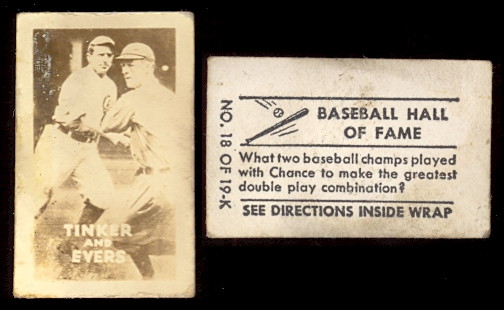 TINKER
AND
EVERS
BASEBALL HALL
OF FAME
What two baseball champs played
with Chance to make the greatest
double play combination?
SEE DIRECTIONS INSIDE WRAP
NO. 18 OF 19-K